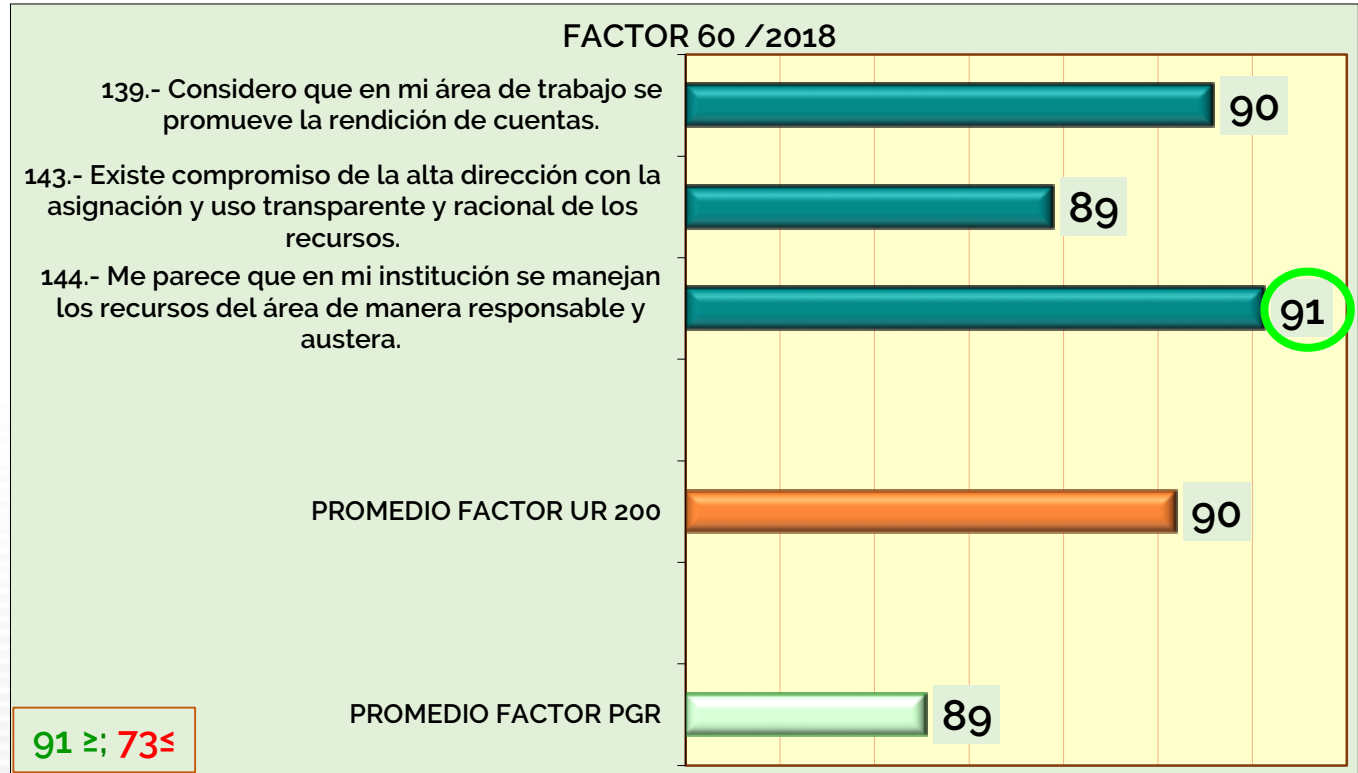 FACTOR 60 /2018
139.- Considero que en mi área de trabajo se
promueve la rendición de cuentas.
90
143.- Existe compromiso de la alta dirección con la
asignación y uso transparente y racional de los
recursos.
89
144.- Me parece que en mi institución se manejan
los recursos del área de manera responsable y
austera.
91
PROMEDIO FACTOR UR 200
90
PROMEDIO FACTOR PGR
89
91 ≥; 73≤